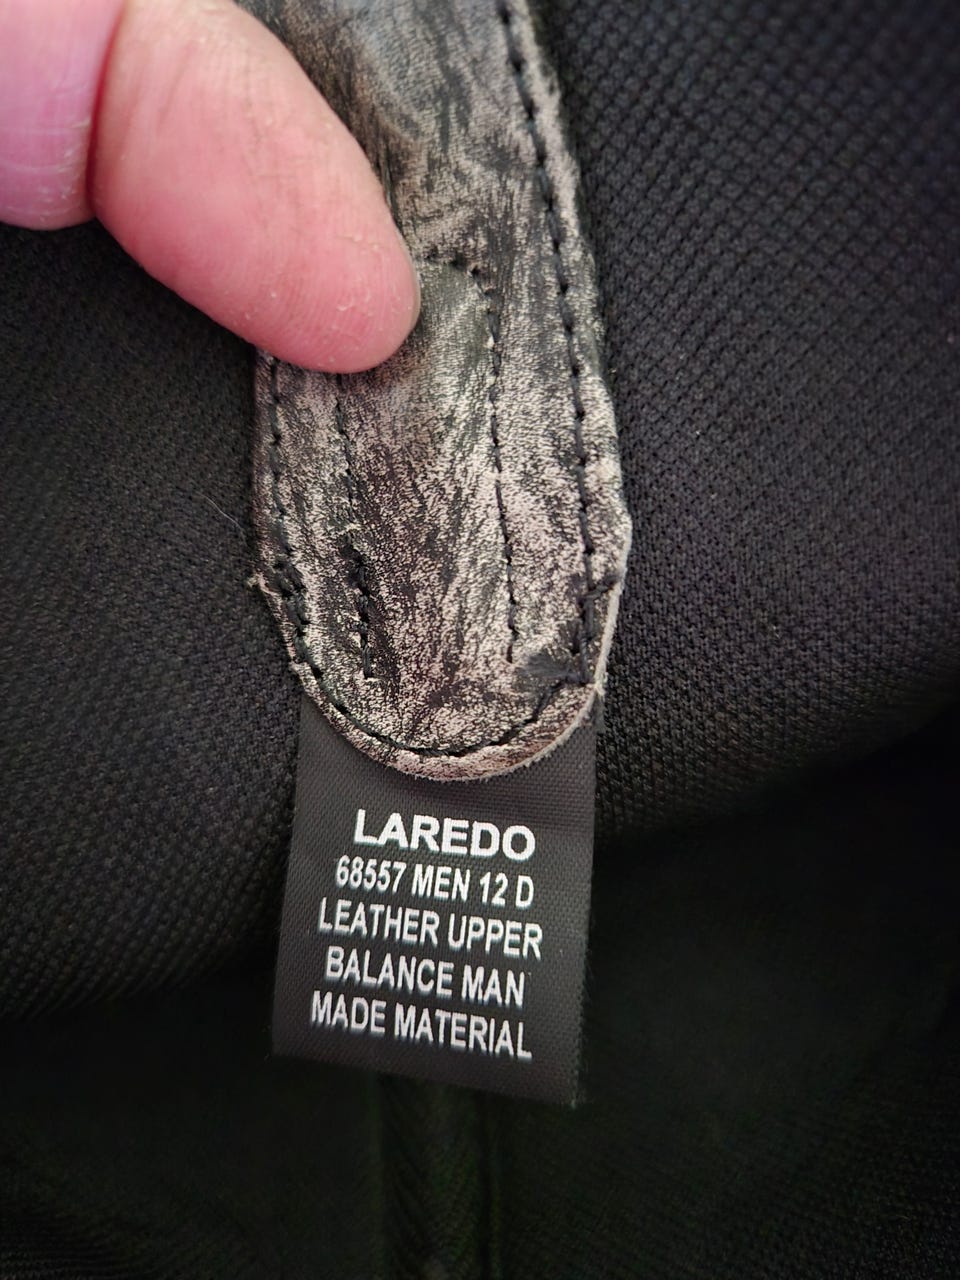 LAREDO
68557 MEN 12 D
LEATHER UPPER
BALANCE MAN
MADE MATERIAL